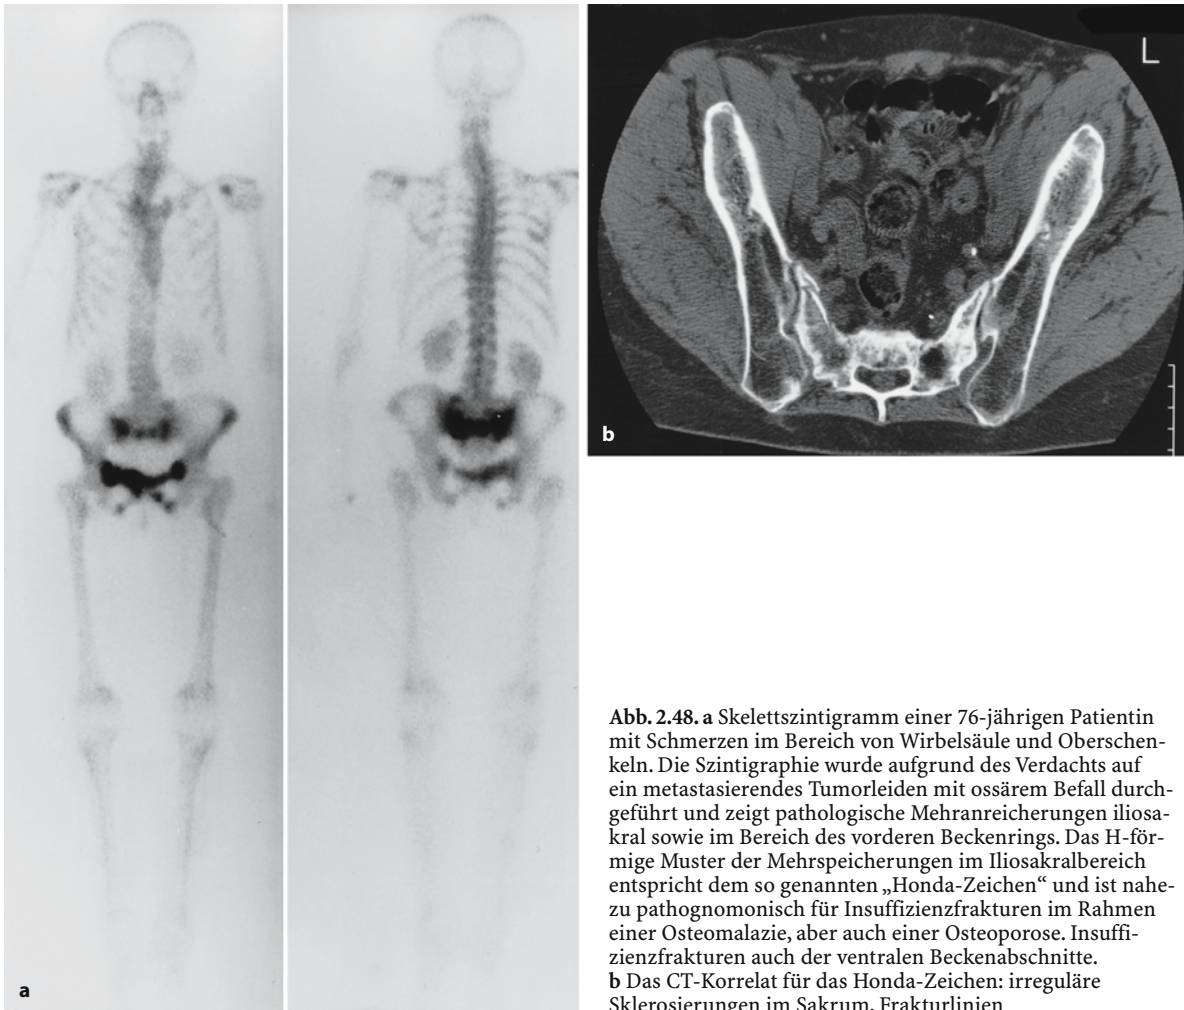 L
b
a
Abb. 2.48. a Skelettszintigramm einer 76-jährigen Patientin
mit Schmerzen im Bereich von Wirbelsäule und Oberschen-
keln. Die Szintigraphie wurde aufgrund des Verdachts auf
ein metastasierendes Tumorleiden mit ossärem Befall durch-
geführt und zeigt pathologische Mehranreicherungen iliosa-
kral sowie im Bereich des vorderen Beckenrings. Das H-för-
mige Muster der Mehrspeicherungen im Iliosakralbereich
entspricht dem so genannten „Honda-Zeichen“ und ist nahe-
zu pathognomonisch für Insuffizienzfrakturen im Rahmen
einer Osteomalazie, aber auch einer Osteoporose. Insuffi-
zienzfrakturen auch der ventralen Beckenabschnitte.
b Das CT-Korrelat für das Honda-Zeichen: irreguläre
Sklerosierungen im Sakrum, Frakturlinien